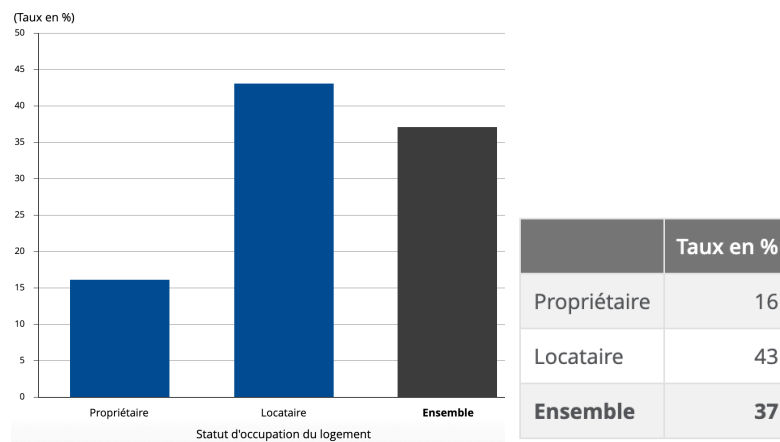 (Taux en %)
50
45
40
35
30
25
20
15
10
5
0
Propriétaire Locataire Ensemble
Statut d'occupation du logement
Taux en %
Propriétaire 16
Locataire 43
Ensemble 37